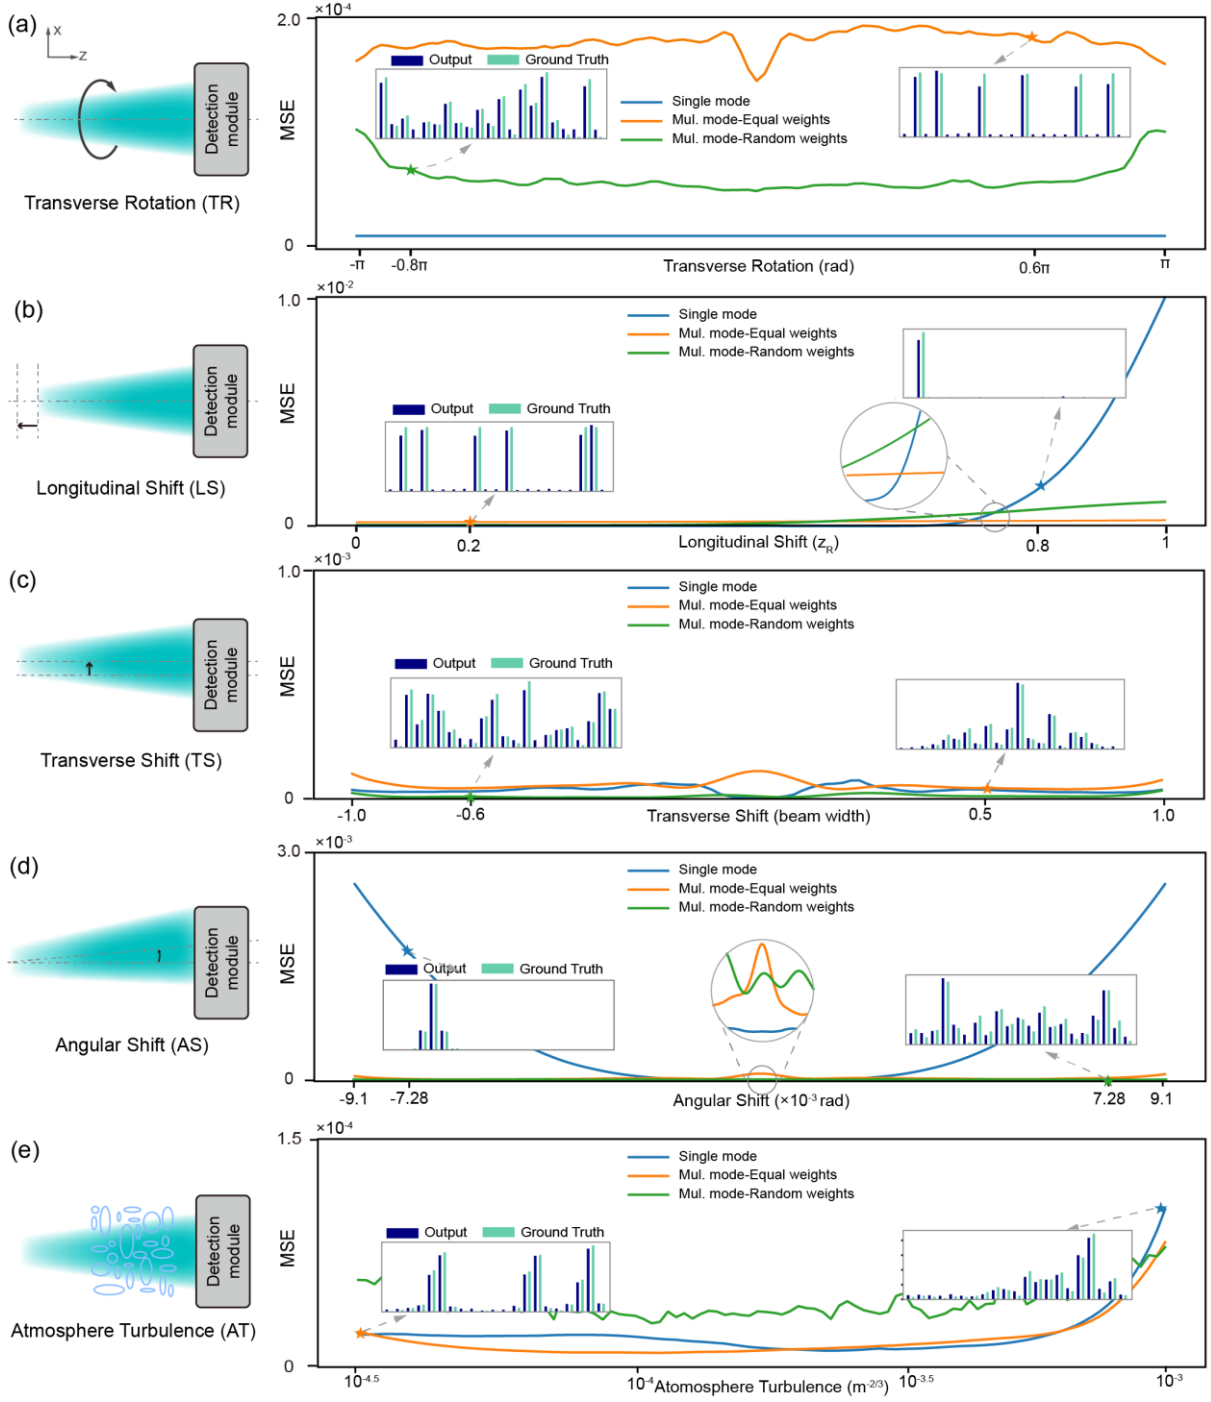 (a)
x
z
Detection
module
Transverse Rotation (TR)
×10⁻⁴
2.0
MSE
0
Output Ground Truth
Single mode
Mul. mode-Equal weights
Mul. mode-Random weights
-π -0.8π Transverse Rotation (rad) 0.6π π
(b)
Detection
module
Longitudinal Shift (LS)
×10⁻²
1.0
MSE
0
Single mode
Mul. mode-Equal weights
Mul. mode-Random weights
Output Ground Truth
0 0.2 Longitudinal Shift (z_R) 0.8 1
(c)
Detection
module
Transverse Shift (TS)
×10⁻³
1.0
MSE
0
Single mode
Mul. mode-Equal weights
Mul. mode-Random weights
Output Ground Truth
-1.0 -0.6 Transverse Shift (beam width) 0.5 1.0
(d)
Detection
module
Angular Shift (AS)
×10⁻³
3.0
MSE
0
Single mode
Mul. mode-Equal weights
Mul. mode-Random weights
Output Ground Truth
-9.1 -7.28 Angular Shift (×10⁻³ rad) 7.28 9.1
(e)
Detection
module
Atmosphere Turbulence (AT)
×10⁻⁴
1.5
MSE
0
Single mode
Mul. mode-Equal weights
Mul. mode-Random weights
Output Ground Truth
10⁻⁴·⁵ 10⁻⁴ Atomosphere Turbulence (m⁻²ᐟ³) 10⁻³·⁵ 10⁻³